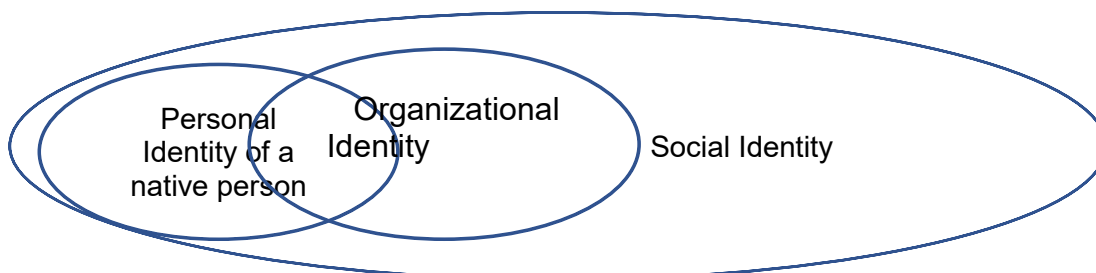 Personal
Identity of a
native person
Organizational
Identity
Social Identity